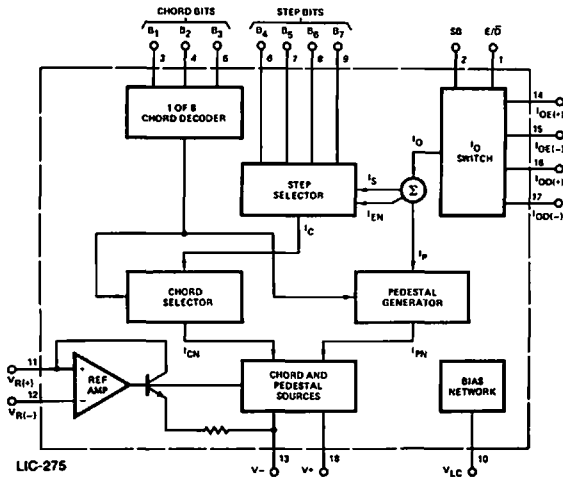 CHORD BITS STEP BITS
B1 B2 B3 B4 B5 B6 B7 SB E/D̅
3 4 5 6 7 8 9 2 1
1 OF 8
CHORD DECODER
14
IOE(+)
15
IOE(−)
16
IOD(+)
17
IOD(−)
IO
SWITCH
IO
STEP
SELECTOR
IS
IEN
Σ
IC
IP
CHORD
SELECTOR
PEDESTAL
GENERATOR
ICN
IPN
11
VR(+)
12
VR(−)
+
−
REF
AMP
CHORD AND
PEDESTAL
SOURCES
BIAS
NETWORK
13 18 10
V− V+ VLC
LIC-275